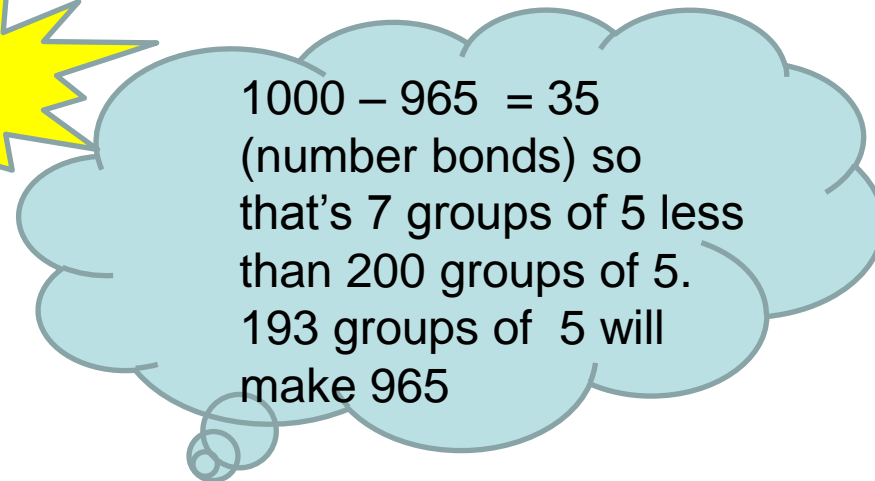 1000 – 965  = 35
(number bonds) so
that’s 7 groups of 5 less
than 200 groups of 5.
193 groups of  5 will
make 965